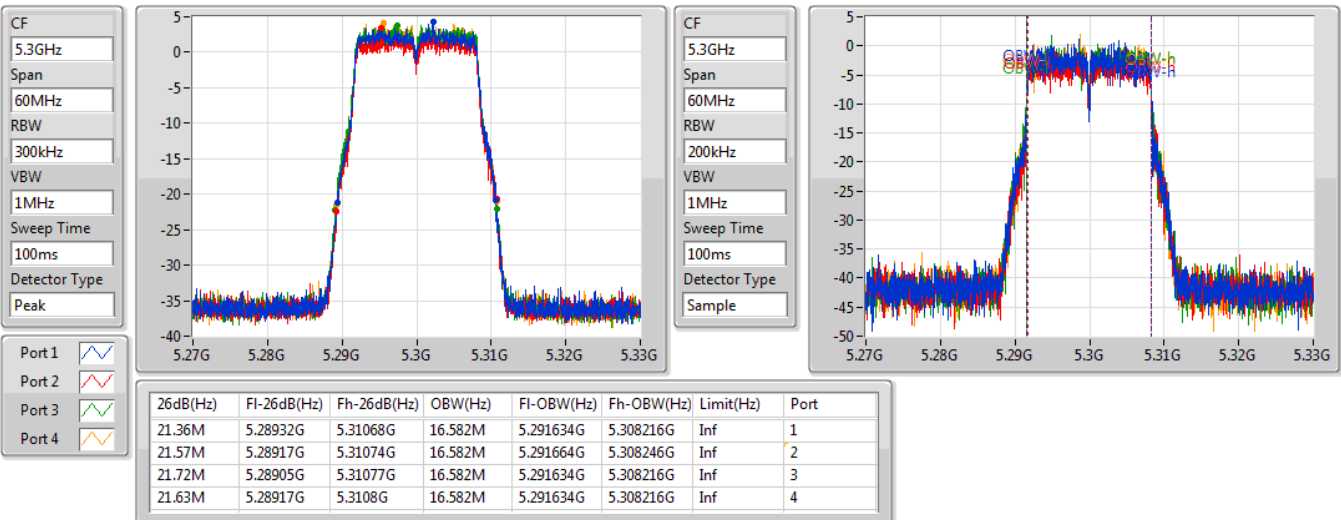 CF
5.3GHz
Span
60MHz
RBW
300kHz
VBW
1MHz
Sweep Time
100ms
Detector Type
Peak
5
0
-5
-10
-15
-20
-25
-30
-35
-40
5.27G 5.28G 5.29G 5.3G 5.31G 5.32G 5.33G
CF
5.3GHz
Span
60MHz
RBW
200kHz
VBW
1MHz
Sweep Time
100ms
Detector Type
Sample
5
0
-5
-10
-15
-20
-25
-30
-35
-40
-45
-50
5.27G 5.28G 5.29G 5.3G 5.31G 5.32G 5.33G
Port 1
Port 2
Port 3
Port 4
26dB(Hz) Fl-26dB(Hz) Fh-26dB(Hz) OBW(Hz) Fl-OBW(Hz) Fh-OBW(Hz) Limit(Hz) Port
21.36M 5.28932G 5.31068G 16.582M 5.291634G 5.308216G Inf 1
21.57M 5.28917G 5.31074G 16.582M 5.291664G 5.308246G Inf 2
21.72M 5.28905G 5.31077G 16.582M 5.291634G 5.308216G Inf 3
21.63M 5.28917G 5.3108G 16.582M 5.291634G 5.308216G Inf 4